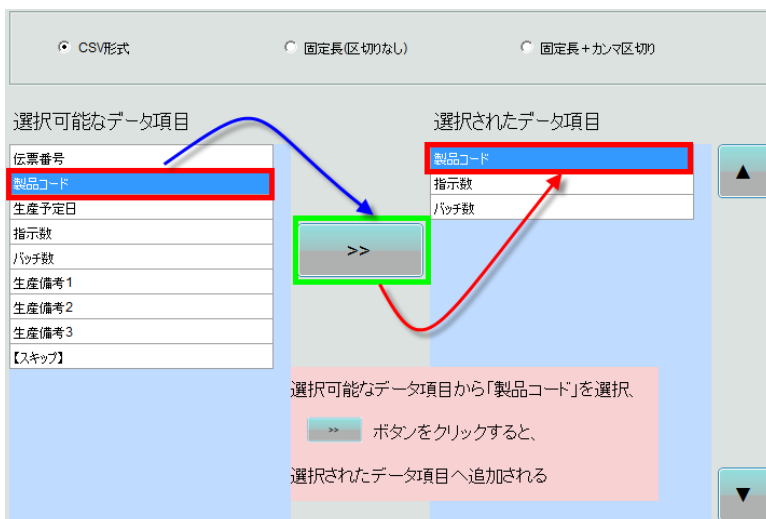 CSV形式
固定長(区切りなし)
固定長+カンマ区切り
選択可能なデータ項目
選択されたデータ項目
伝票番号
製品コード
生産予定日
指示数
バッチ数
生産備考1
生産備考2
生産備考3
【スキップ】
>>
製品コード
指示数
バッチ数
▲
選択可能なデータ項目から「製品コード」を選択、
>> ボタンをクリックすると、
選択されたデータ項目へ追加される
▼